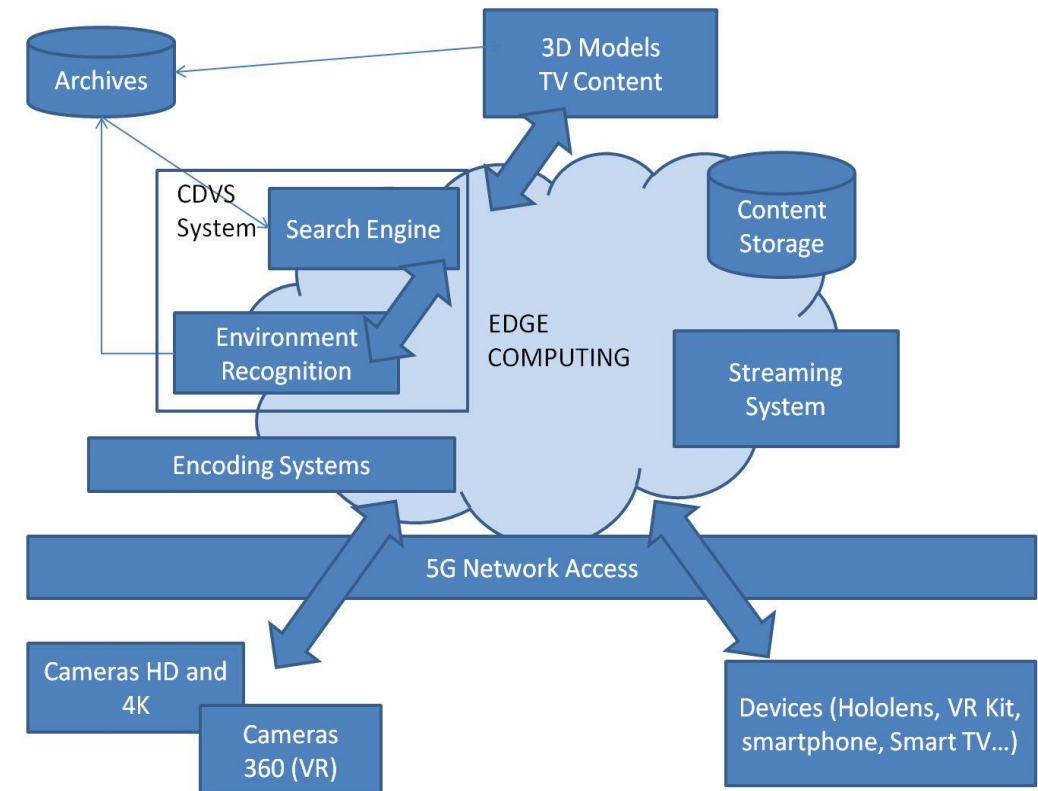 3D Models
TV Content
Archives
CDVS
System
Search Engine
Content
Storage
Environment
Recognition
EDGE
COMPUTING
Streaming
System
Encoding Systems
5G Network Access
Cameras HD and
4K
Cameras
360 (VR)
Devices (Hololens, VR Kit,
smartphone, Smart TV...)